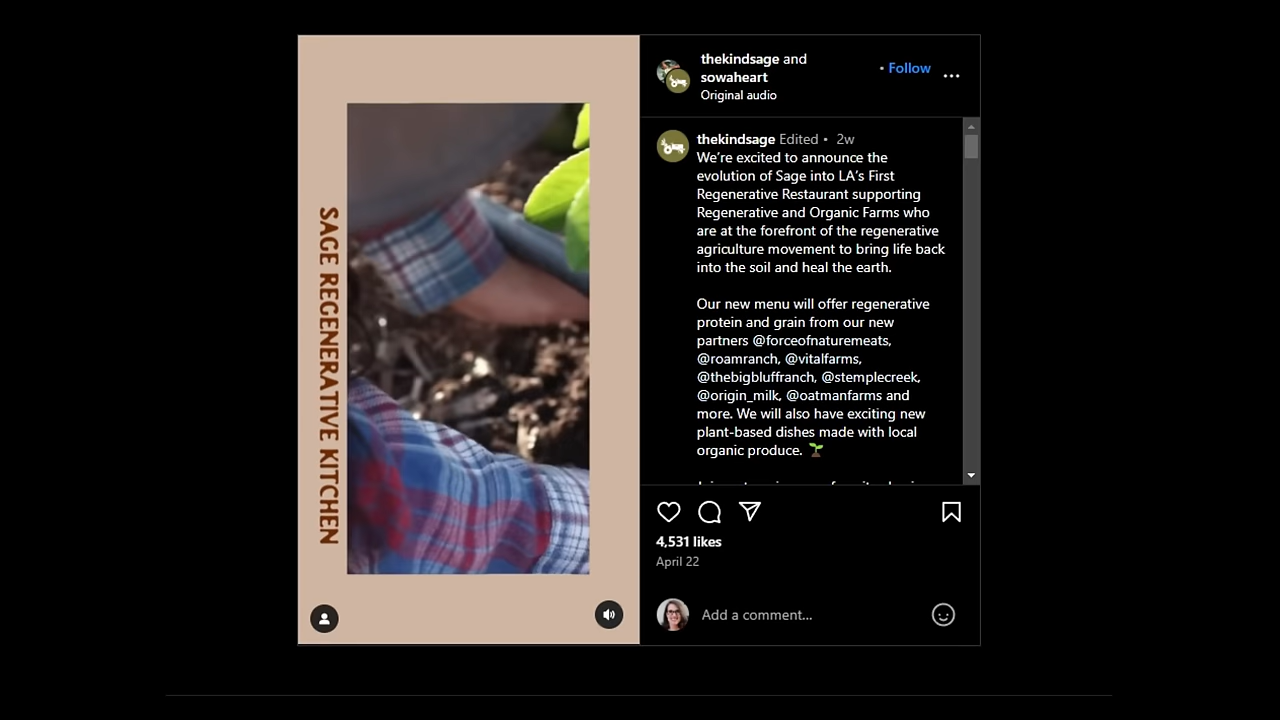 SAGE REGENERATIVE KITCHEN
thekindsage and
sowaheart
Original audio
• Follow
thekindsage Edited • 2w
We’re excited to announce the
evolution of Sage into LA’s First
Regenerative Restaurant supporting
Regenerative and Organic Farms who
are at the forefront of the regenerative
agriculture movement to bring life back
into the soil and heal the earth.
Our new menu will offer regenerative
protein and grain from our new
partners @forceofnaturemeats,
@roamranch, @vitalfarms,
@thebigbluffranch, @stemplecreek,
@origin_milk, @oatmanfarms and
more. We will also have exciting new
plant-based dishes made with local
organic produce. 🌱
4,531 likes
April 22
Add a comment...